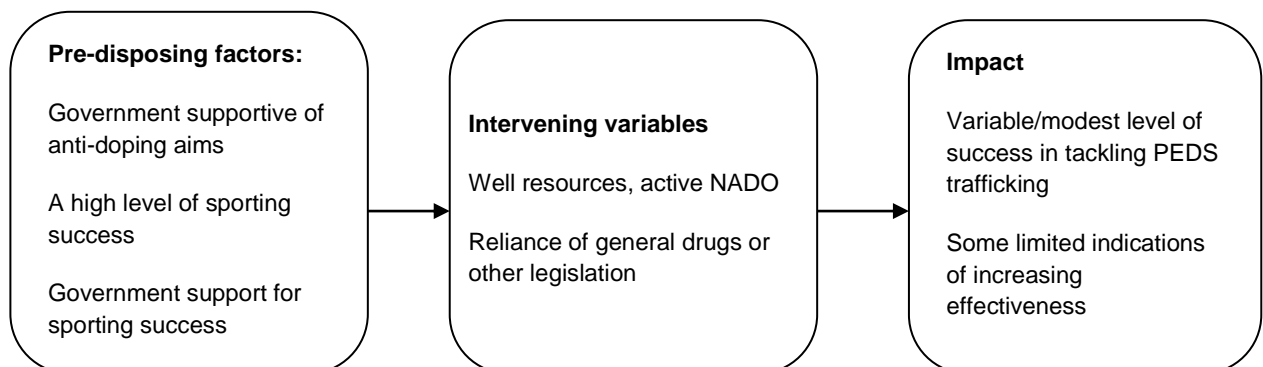 Pre-disposing factors:
Government supportive of
anti-doping aims
A high level of sporting
success
Government support for
sporting success
Intervening variables
Well resources, active NADO
Reliance of general drugs or
other legislation
Impact
Variable/modest level of
success in tackling PEDS
trafficking
Some limited indications
of increasing
effectiveness